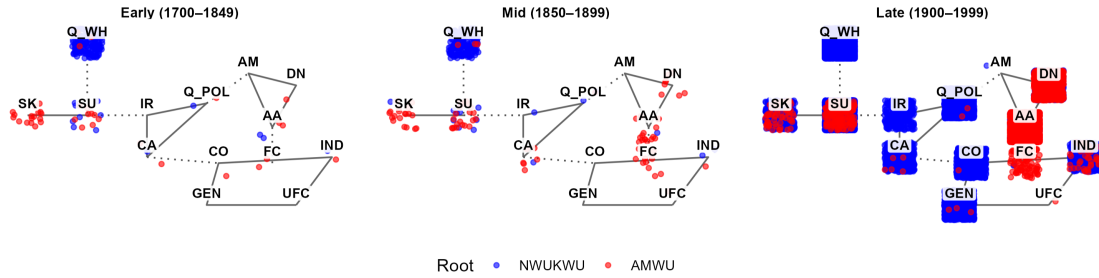 Early (1700–1849)
Q_WH
AM
DN
SK
SU
IR
Q_POL
AA
CA
CO
FC
IND
GEN
UFC
Mid (1850–1899)
Q_WH
AM
DN
SK
SU
IR
Q_POL
AA
CA
CO
FC
IND
GEN
UFC
Late (1900–1999)
Q_WH
AM
DN
SK
SU
IR
Q_POL
AA
CA
CO
FC
IND
GEN
UFC
Root NWUKWU AMWU